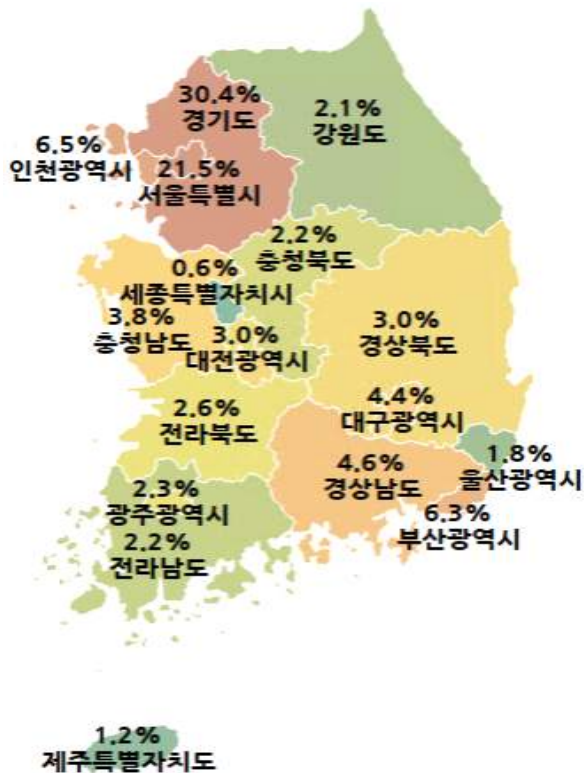 30.4%
경기도
2.1%
강원도
6.5%
인천광역시
21.5%
서울특별시
2.2%
충청북도
0.6%
세종특별자치시
3.8%
충청남도
3.0%
대전광역시
3.0%
경상북도
4.4%
대구광역시
2.6%
전라북도
1.8%
울산광역시
4.6%
경상남도
6.3%
부산광역시
2.3%
광주광역시
2.2%
전라남도
1.2%
제주특별자치도